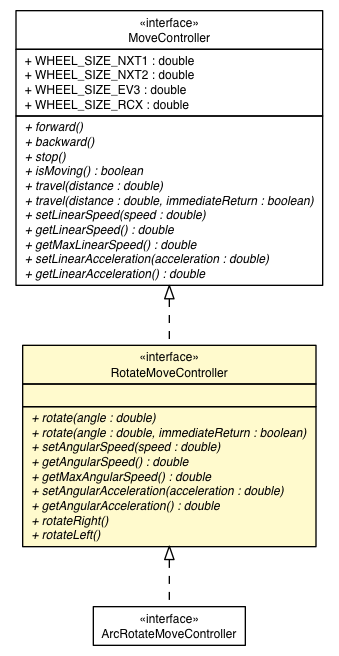 «interface»
MoveController
+ WHEEL_SIZE_NXT1 : double
+ WHEEL_SIZE_NXT2 : double
+ WHEEL_SIZE_EV3 : double
+ WHEEL_SIZE_RCX : double
+ forward()
+ backward()
+ stop()
+ isMoving() : boolean
+ travel(distance : double)
+ travel(distance : double, immediateReturn : boolean)
+ setLinearSpeed(speed : double)
+ getLinearSpeed() : double
+ getMaxLinearSpeed() : double
+ setLinearAcceleration(acceleration : double)
+ getLinearAcceleration() : double
«interface»
RotateMoveController
+ rotate(angle : double)
+ rotate(angle : double, immediateReturn : boolean)
+ setAngularSpeed(speed : double)
+ getAngularSpeed() : double
+ getMaxAngularSpeed() : double
+ setAngularAcceleration(acceleration : double)
+ getAngularAcceleration() : double
+ rotateRight()
+ rotateLeft()
«interface»
ArcRotateMoveController